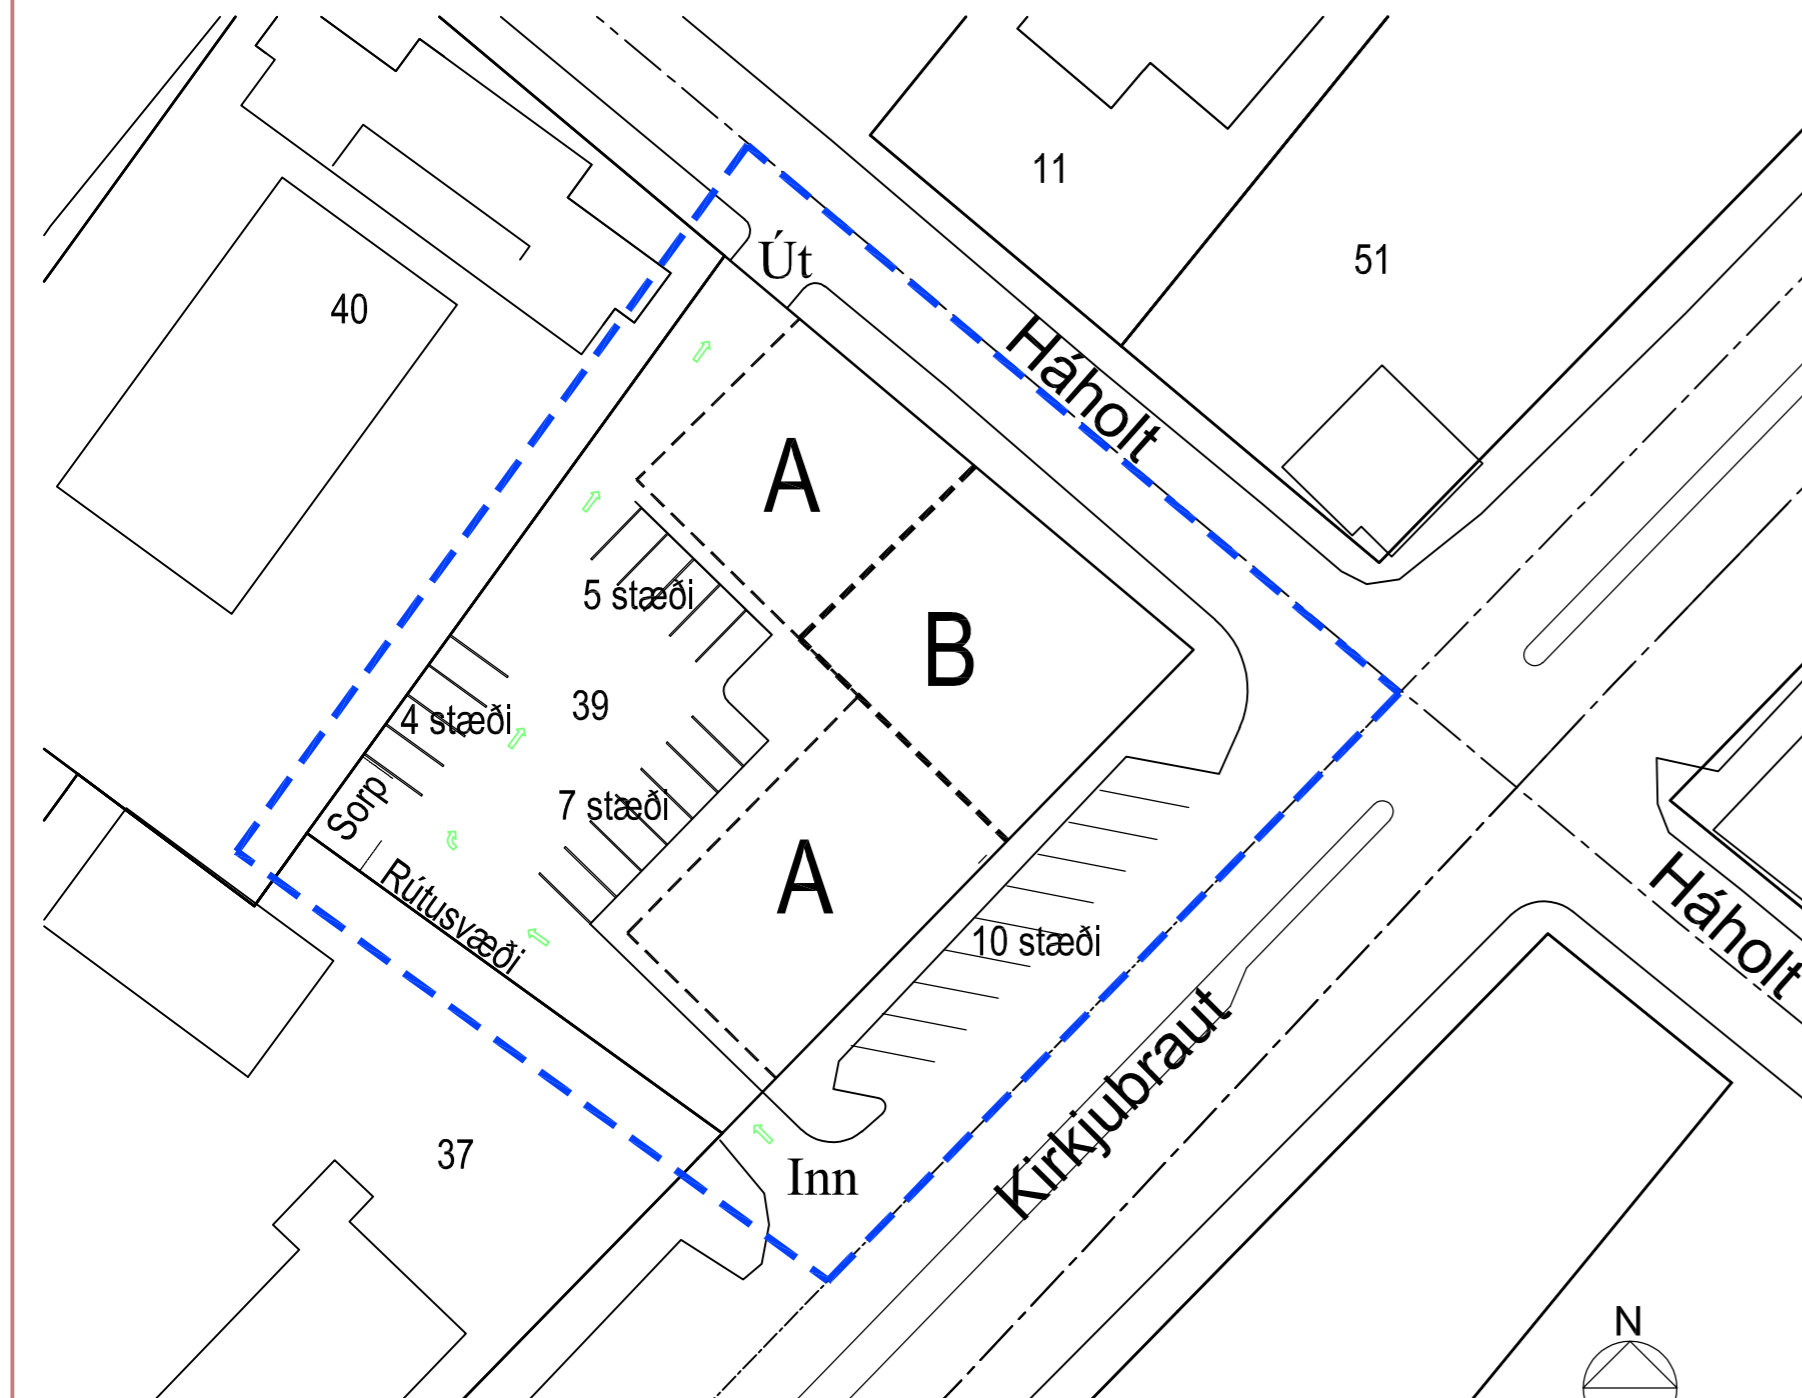 11
51
Út
40
Háholt
A
5 stæði
B
39
4 stæði
Sorp
7 stæði
A
Rútusvæði
10 stæði
Háholt
Kirkjubraut
37
Inn
N